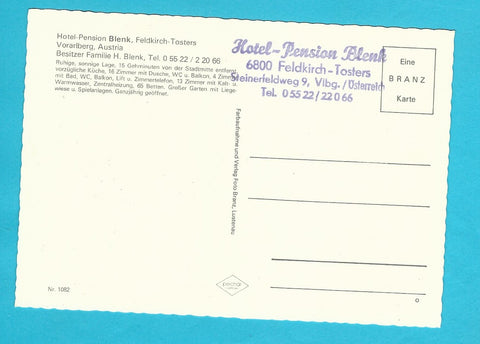 Hotel-Pension Blenk, Feldkirch-Tosters
Vorarlberg, Austria
Besitzer Familie H. Blenk, Tel. 0 55 22 / 2 20 66
Ruhige, sonnige Lage, 15 Gehminuten von der Stadtmitte entfernt,
vorzügliche Küche, 16 Zimmer mit Dusche, WC u. Balkon, 4 Zimmer
mit Bad, WC, Balkon, Lift u. Zimmertelefon, 13 Zimmer mit Kalt- u.
Warmwasser, Zentralheizung, 65 Betten. Großer Garten mit Liege-
wiese u. Spielanlagen. Ganzjährig geöffnet.
Hotel-Pension Blenk
6800 Feldkirch-Tosters
Steinerfeldweg 9, Vlbg./Österreich
Tel. 0 55 22/22 0 66
Eine
BRANZ
Karte
Farbaufnahme und Verlag Foto Branz, Lustenau
pechar
Nr. 1082